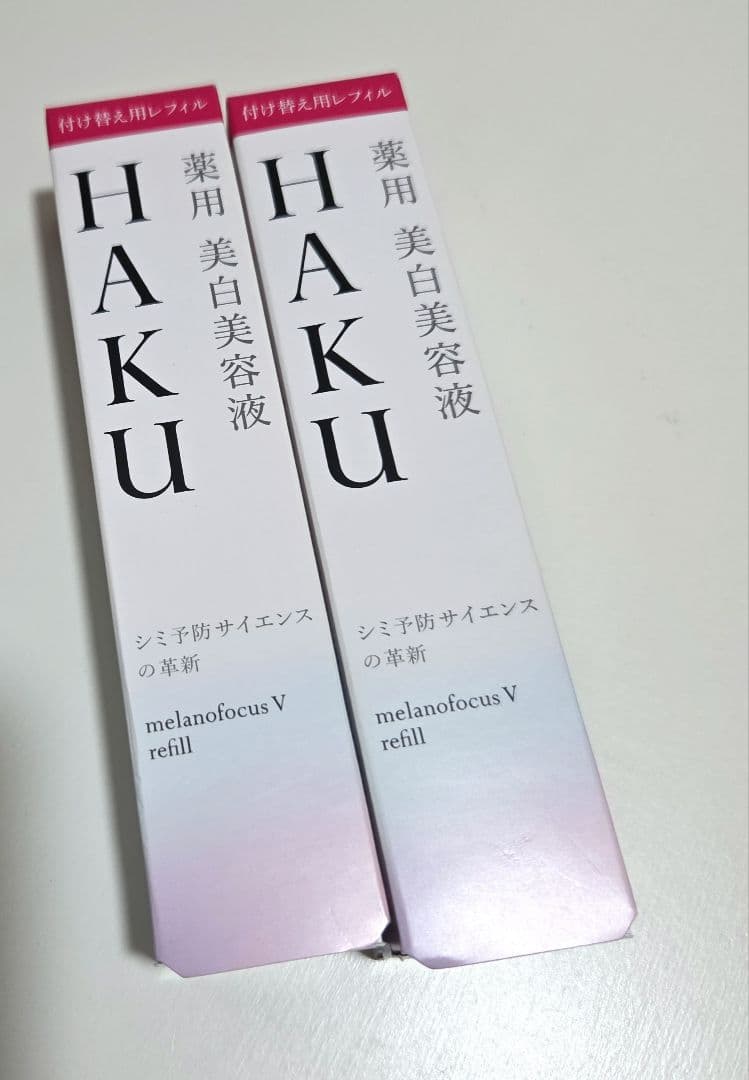 付け替え用レフィル
HAKU
薬用 美白美容液
シミ予防サイエンス
の革新
melanofocus V
refill
付け替え用レフィル
HAKU
薬用 美白美容液
シミ予防サイエンス
の革新
melanofocus V
refill